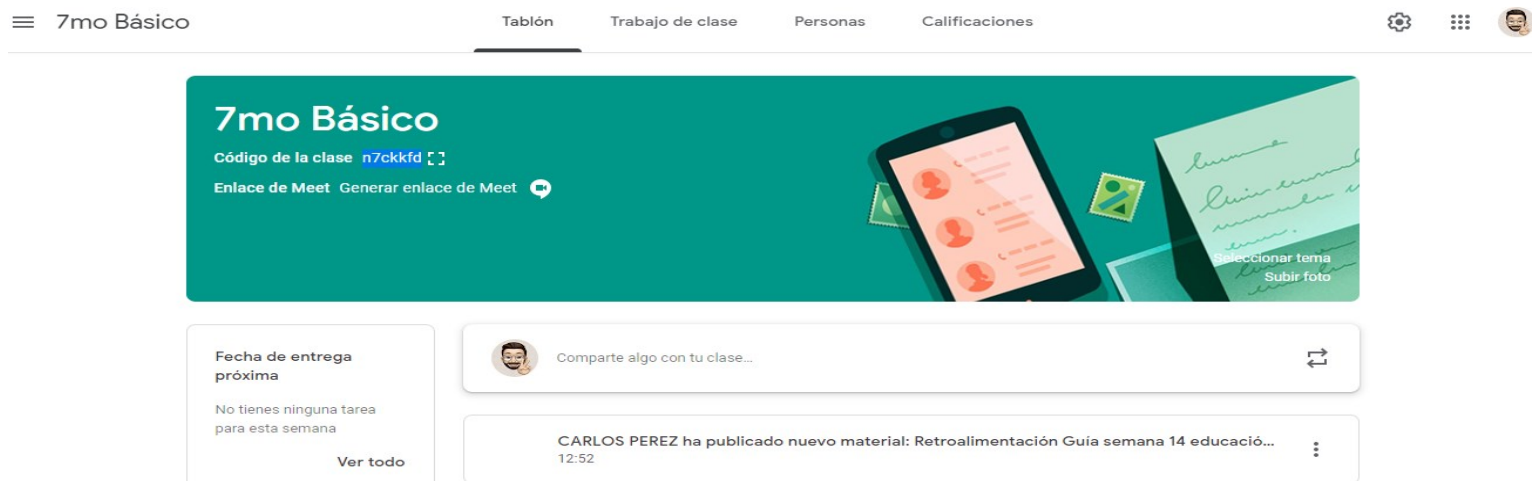 7mo Básico
Tablón
Trabajo de clase
Personas
Calificaciones
7mo Básico
Código de la clase n7ckkfd
Enlace de Meet Generar enlace de Meet
Seleccionar tema
Subir foto
Fecha de entrega
próxima
No tienes ninguna tarea
para esta semana
Ver todo
Comparte algo con tu clase...
CARLOS PEREZ ha publicado nuevo material: Retroalimentación Guía semana 14 educació...
12:52